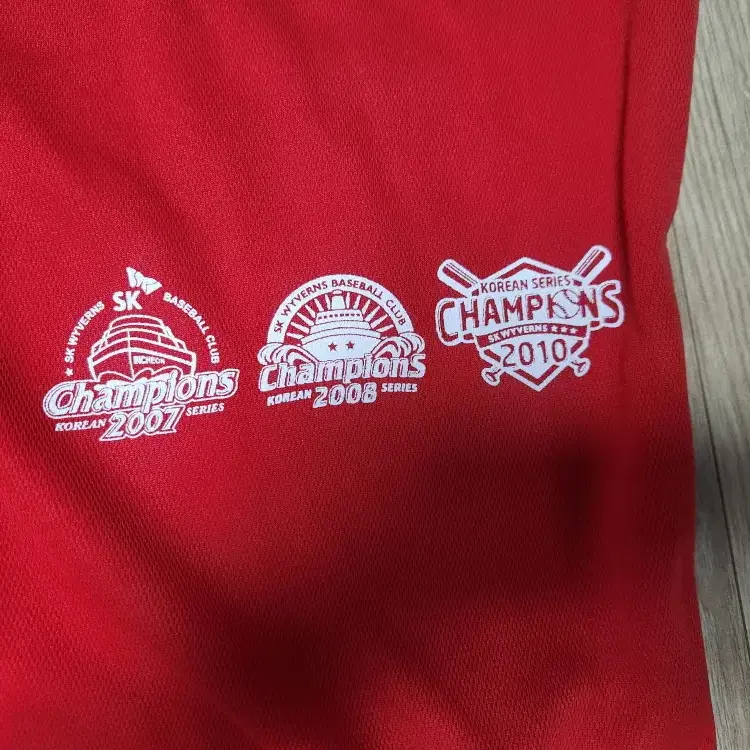 ★ SK WYVERNS
SK
BASEBALL CLUB
BICHEON
Champions
KOREAN 2007 SERIES
SK WYVERNS BASEBALL CLUB
★ ★
Champions
KOREAN 2008 SERIES
KOREAN SERIES
CHAMPIONS
SK WYVERNS ★★★
2010